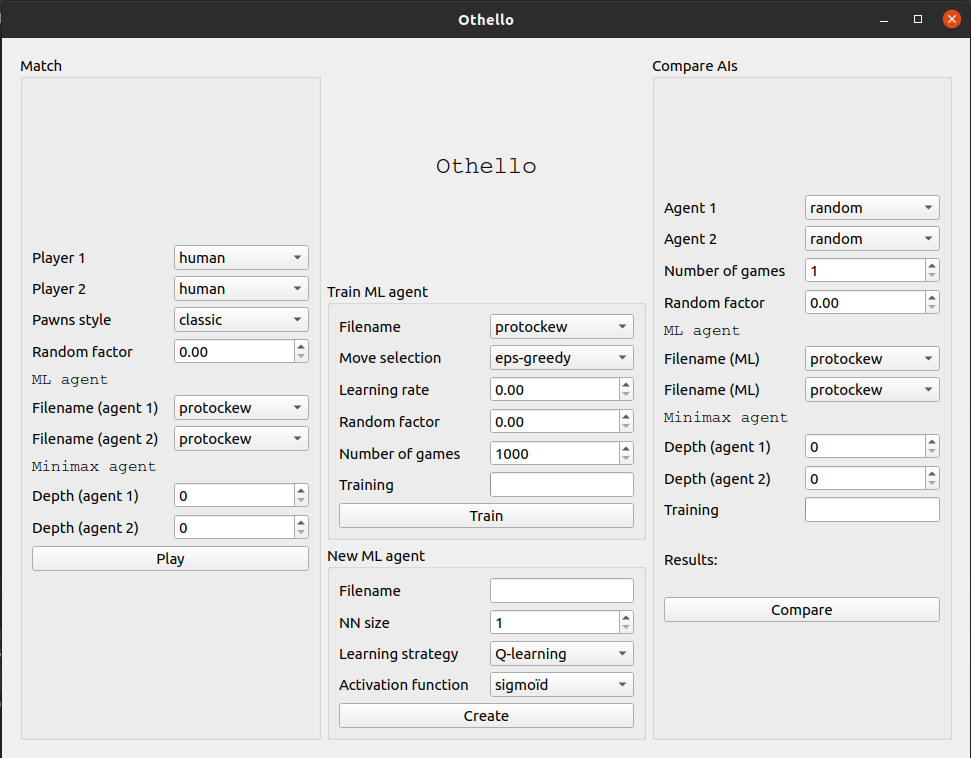 Othello
Match
Player 1 human
Player 2 human
Pawns style classic
Random factor 0.00
ML agent
Filename (agent 1) protockew
Filename (agent 2) protockew
Minimax agent
Depth (agent 1) 0
Depth (agent 2) 0
Play
Othello
Train ML agent
Filename protockew
Move selection eps-greedy
Learning rate 0.00
Random factor 0.00
Number of games 1000
Training
Train
New ML agent
Filename
NN size 1
Learning strategy Q-learning
Activation function sigmoïd
Create
Compare AIs
Agent 1 random
Agent 2 random
Number of games 1
Random factor 0.00
ML agent
Filename (ML) protockew
Filename (ML) protockew
Minimax agent
Depth (agent 1) 0
Depth (agent 2) 0
Training
Results:
Compare